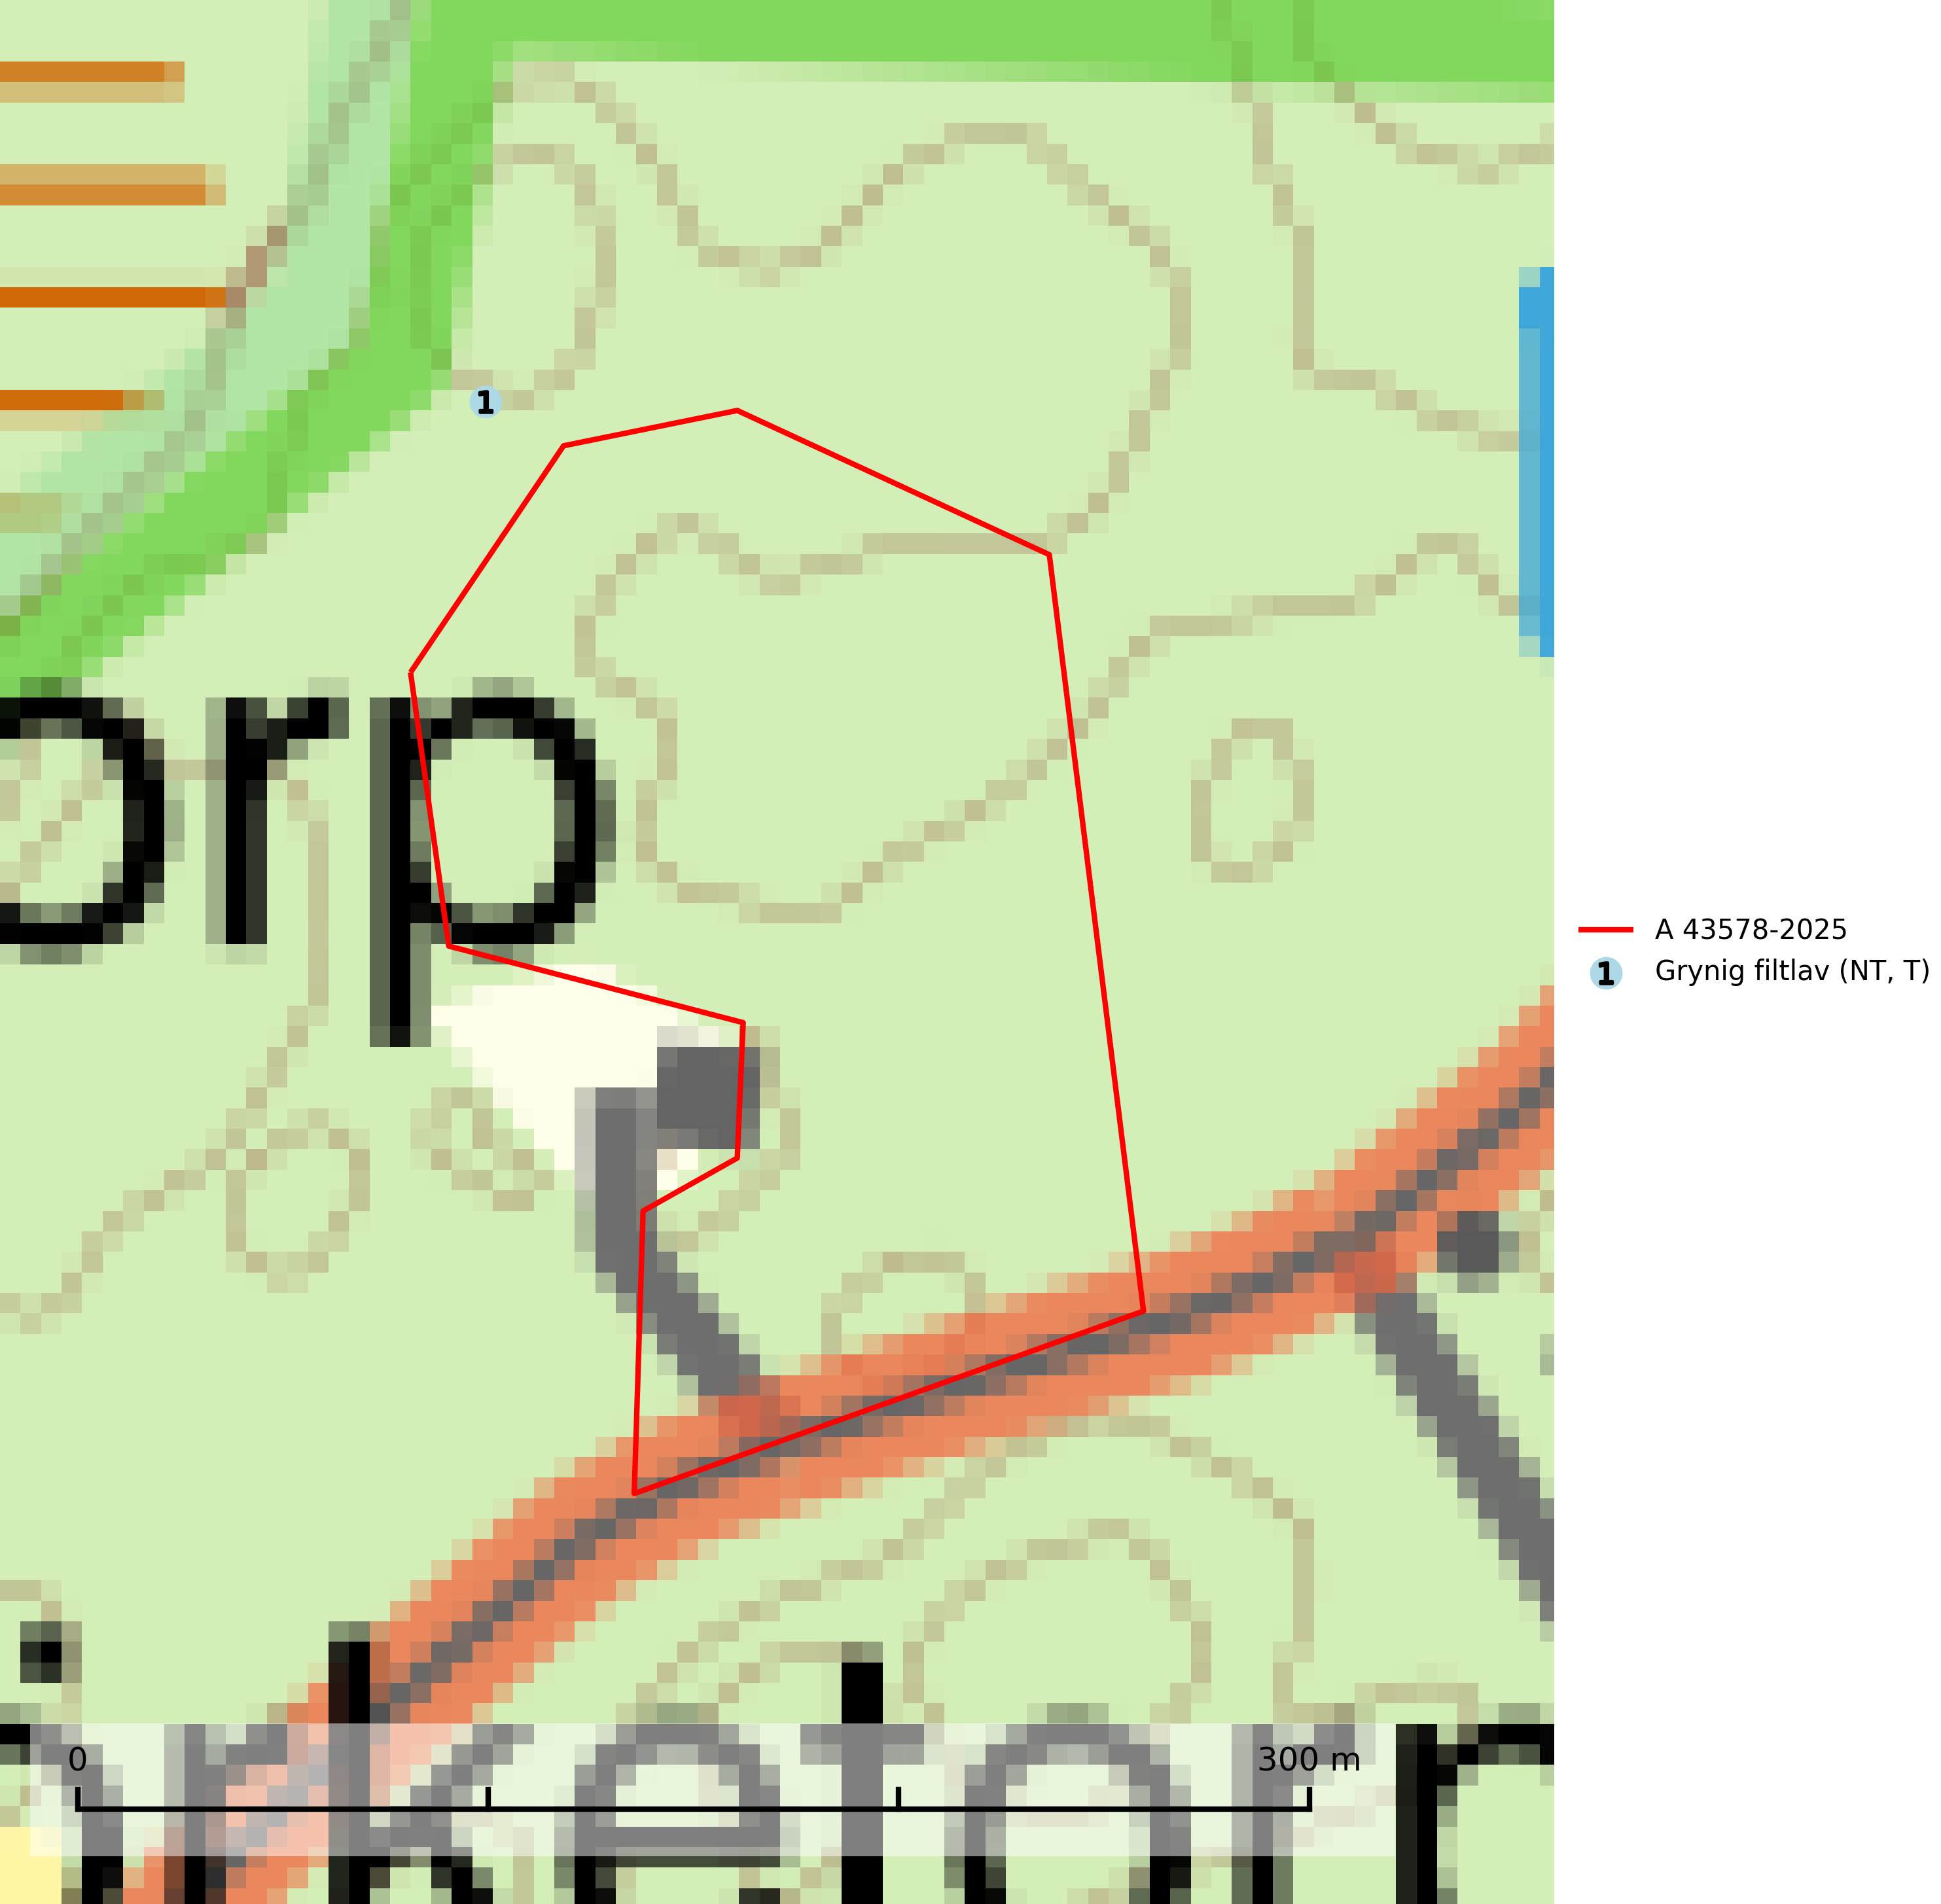 1
orp
A 43578-2025
1 Grynig filtlav (NT, T)
0 300 m